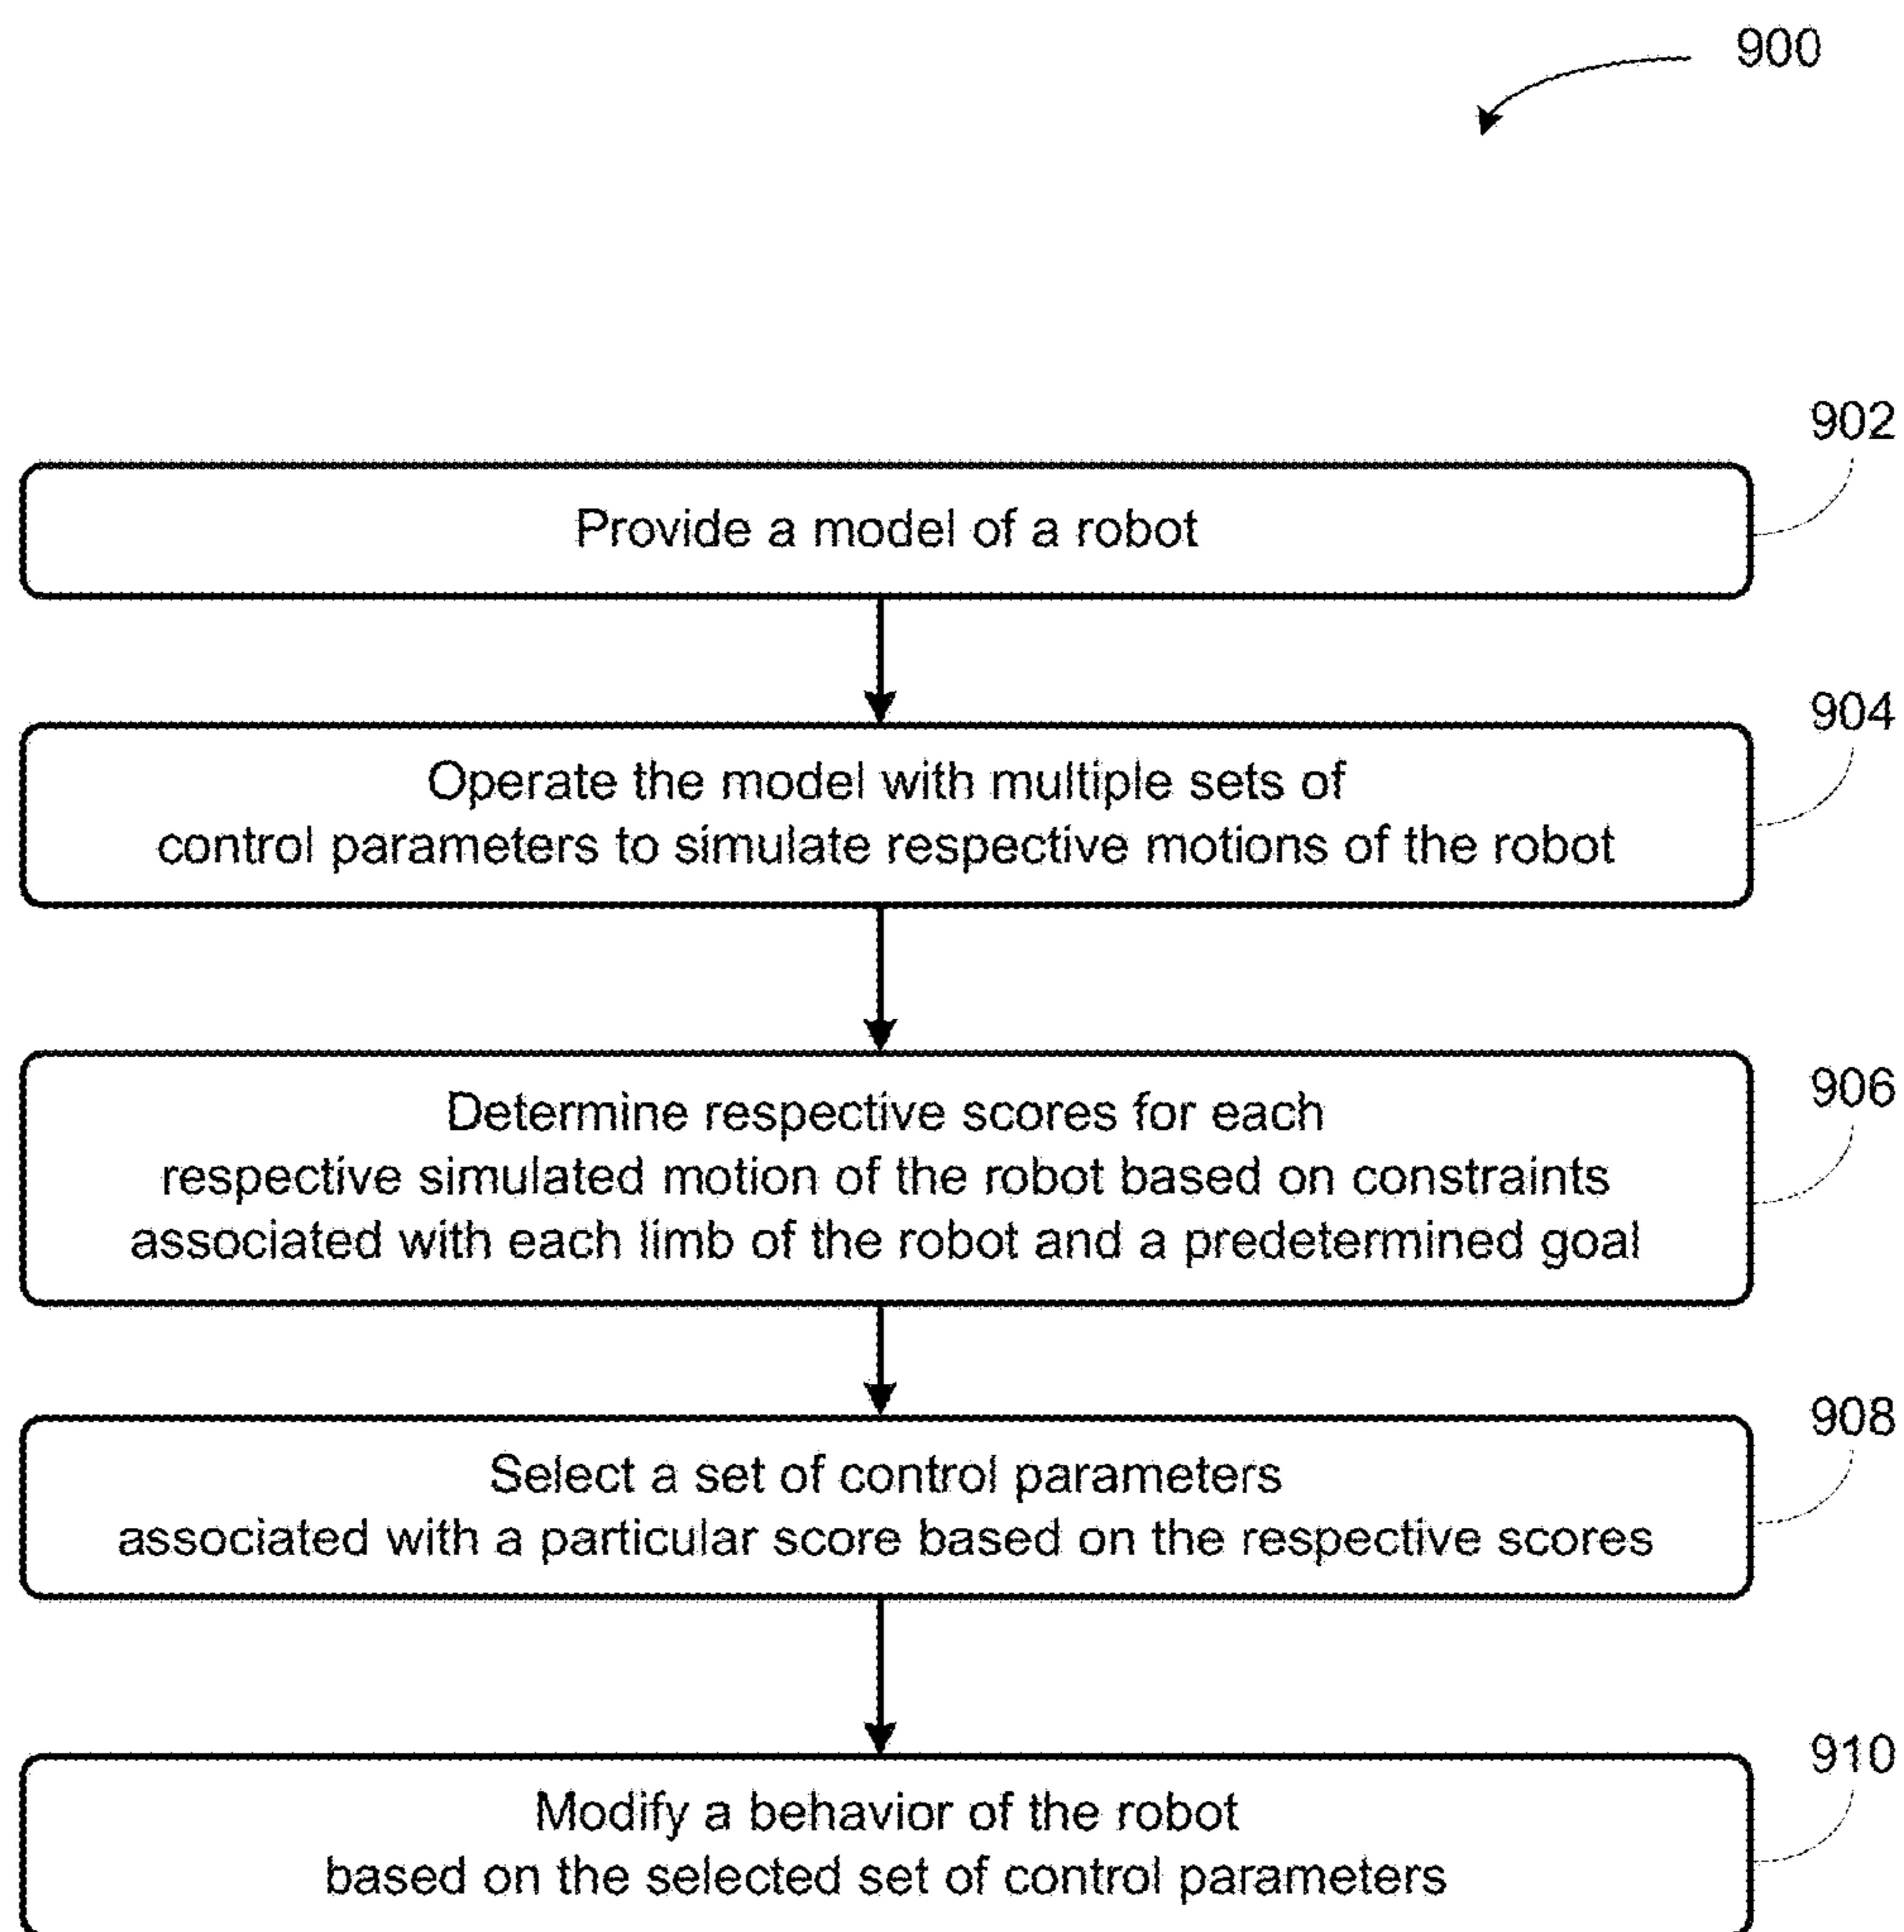 900
902
Provide a model of a robot
904
Operate the model with multiple sets of
control parameters to simulate respective motions of the robot
906
Determine respective scores for each
respective simulated motion of the robot based on constraints
associated with each limb of the robot and a predetermined goal
908
Select a set of control parameters
associated with a particular score based on the respective scores
910
Modify a behavior of the robot
based on the selected set of control parameters